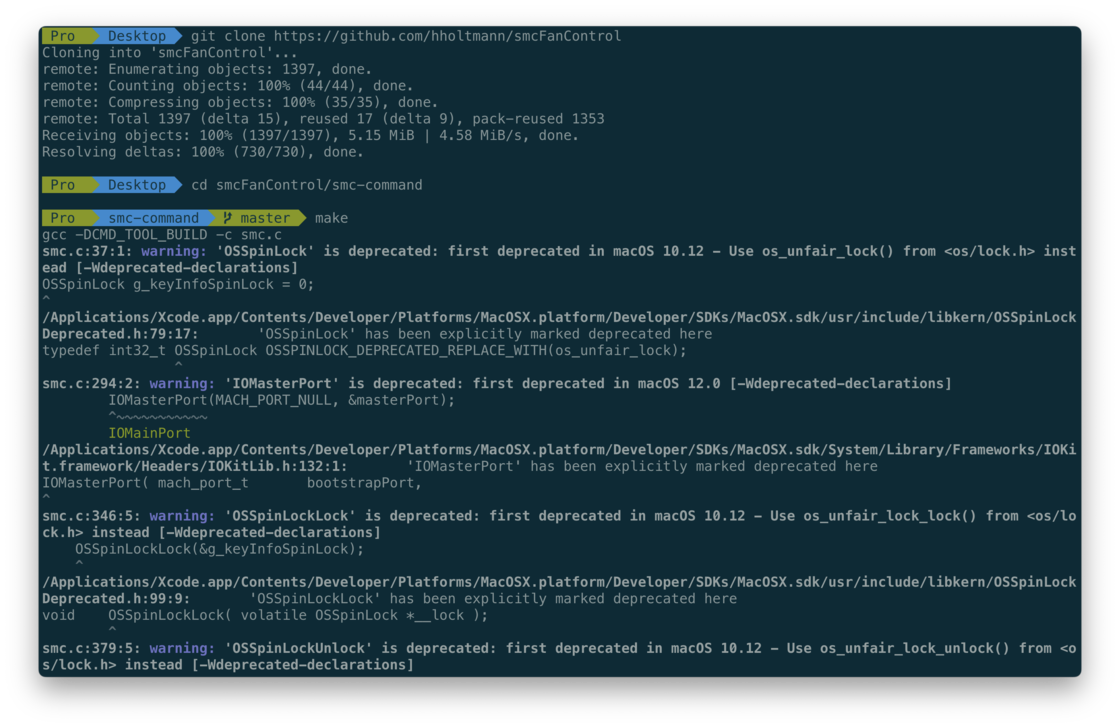 Pro Desktop git clone https://github.com/hholtmann/smcFanControl
Cloning into 'smcFanControl'...
remote: Enumerating objects: 1397, done.
remote: Counting objects: 100% (44/44), done.
remote: Compressing objects: 100% (35/35), done.
remote: Total 1397 (delta 15), reused 17 (delta 9), pack-reused 1353
Receiving objects: 100% (1397/1397), 5.15 MiB | 4.58 MiB/s, done.
Resolving deltas: 100% (730/730), done.
Pro Desktop cd smcFanControl/smc-command
Pro smc-command master make
gcc -DCMD_TOOL_BUILD -c smc.c
smc.c:37:1: warning: 'OSSpinLock' is deprecated: first deprecated in macOS 10.12 - Use os_unfair_lock() from <os/lock.h> inst
ead [-Wdeprecated-declarations]
OSSpinLock g_keyInfoSpinLock = 0;
^
/Applications/Xcode.app/Contents/Developer/Platforms/MacOSX.platform/Developer/SDKs/MacOSX.sdk/usr/include/libkern/OSSpinLock
Deprecated.h:79:17:       'OSSpinLock' has been explicitly marked deprecated here
typedef int32_t OSSpinLock OSSPINLOCK_DEPRECATED_REPLACE_WITH(os_unfair_lock);
                ^
smc.c:294:2: warning: 'IOMasterPort' is deprecated: first deprecated in macOS 12.0 [-Wdeprecated-declarations]
        IOMasterPort(MACH_PORT_NULL, &masterPort);
        ^~~~~~~~~~~~
        IOMainPort
/Applications/Xcode.app/Contents/Developer/Platforms/MacOSX.platform/Developer/SDKs/MacOSX.sdk/System/Library/Frameworks/IOKi
t.framework/Headers/IOKitLib.h:132:1:       'IOMasterPort' has been explicitly marked deprecated here
IOMasterPort( mach_port_t       bootstrapPort,
^
smc.c:346:5: warning: 'OSSpinLockLock' is deprecated: first deprecated in macOS 10.12 - Use os_unfair_lock_lock() from <os/lo
ck.h> instead [-Wdeprecated-declarations]
    OSSpinLockLock(&g_keyInfoSpinLock);
    ^
/Applications/Xcode.app/Contents/Developer/Platforms/MacOSX.platform/Developer/SDKs/MacOSX.sdk/usr/include/libkern/OSSpinLock
Deprecated.h:99:9:       'OSSpinLockLock' has been explicitly marked deprecated here
void    OSSpinLockLock( volatile OSSpinLock *__lock );
        ^
smc.c:379:5: warning: 'OSSpinLockUnlock' is deprecated: first deprecated in macOS 10.12 - Use os_unfair_lock_unlock() from <o
s/lock.h> instead [-Wdeprecated-declarations]